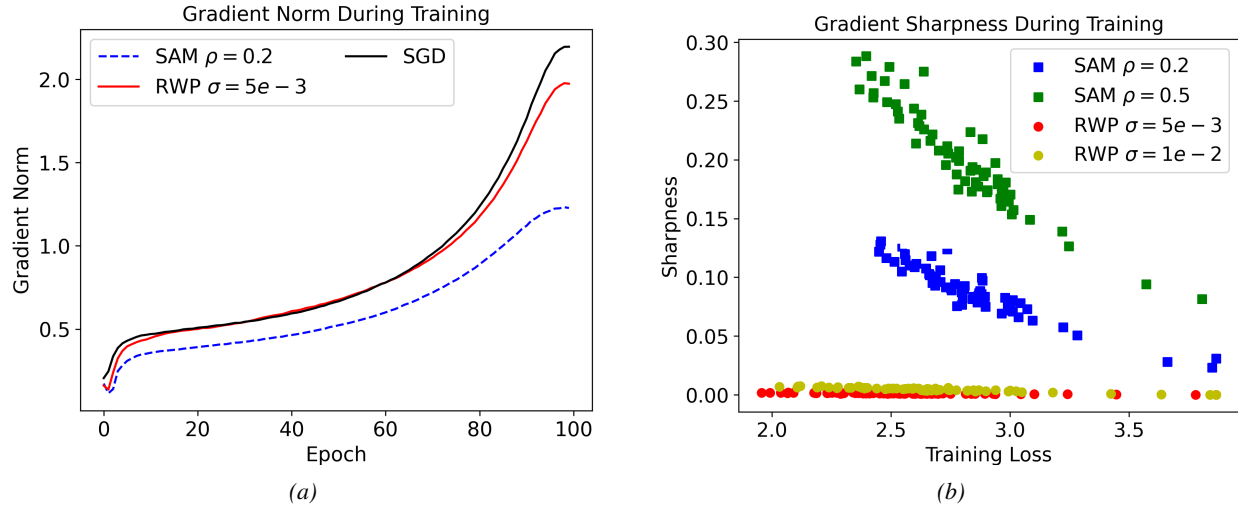 Gradient Norm During Training
SAM ρ = 0.2
RWP σ = 5e − 3
SGD
2.0
1.5
1.0
0.5
Gradient Norm
0 20 40 60 80 100
Epoch
(a)
Gradient Sharpness During Training
SAM ρ = 0.2
SAM ρ = 0.5
RWP σ = 5e − 3
RWP σ = 1e − 2
0.30
0.25
0.20
0.15
0.10
0.05
0.00
Sharpness
2.0 2.5 3.0 3.5
Training Loss
(b)